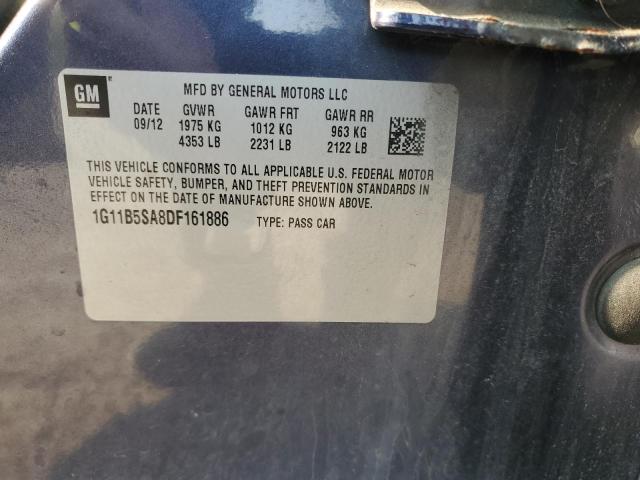 GM
MFD BY GENERAL MOTORS LLC
DATE GVWR GAWR FRT GAWR RR
09/12 1975 KG 1012 KG 963 KG
4353 LB 2231 LB 2122 LB
THIS VEHICLE CONFORMS TO ALL APPLICABLE U.S. FEDERAL MOTOR
VEHICLE SAFETY, BUMPER, AND THEFT PREVENTION STANDARDS IN
EFFECT ON THE DATE OF MANUFACTURE SHOWN ABOVE.
1G11B5SA8DF161886 TYPE: PASS CAR